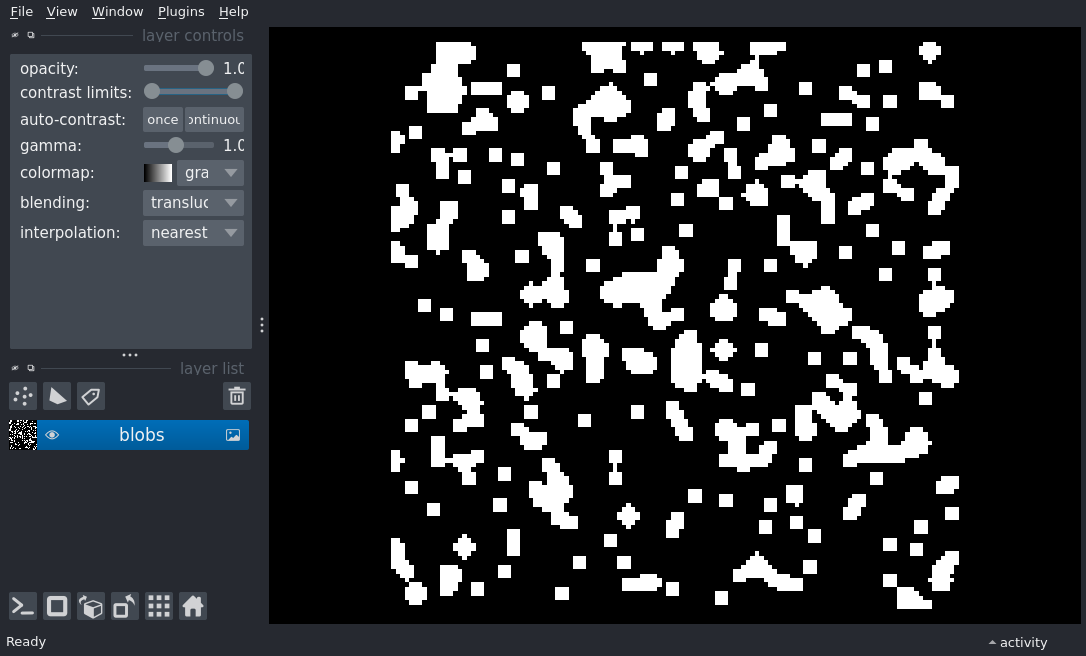 File View Window Plugins Help
layer controls
opacity: 1.0
contrast limits:
auto-contrast: once ontinuou
gamma: 1.0
colormap: gra
blending: transluc
interpolation: nearest
layer list
blobs
Ready
activity